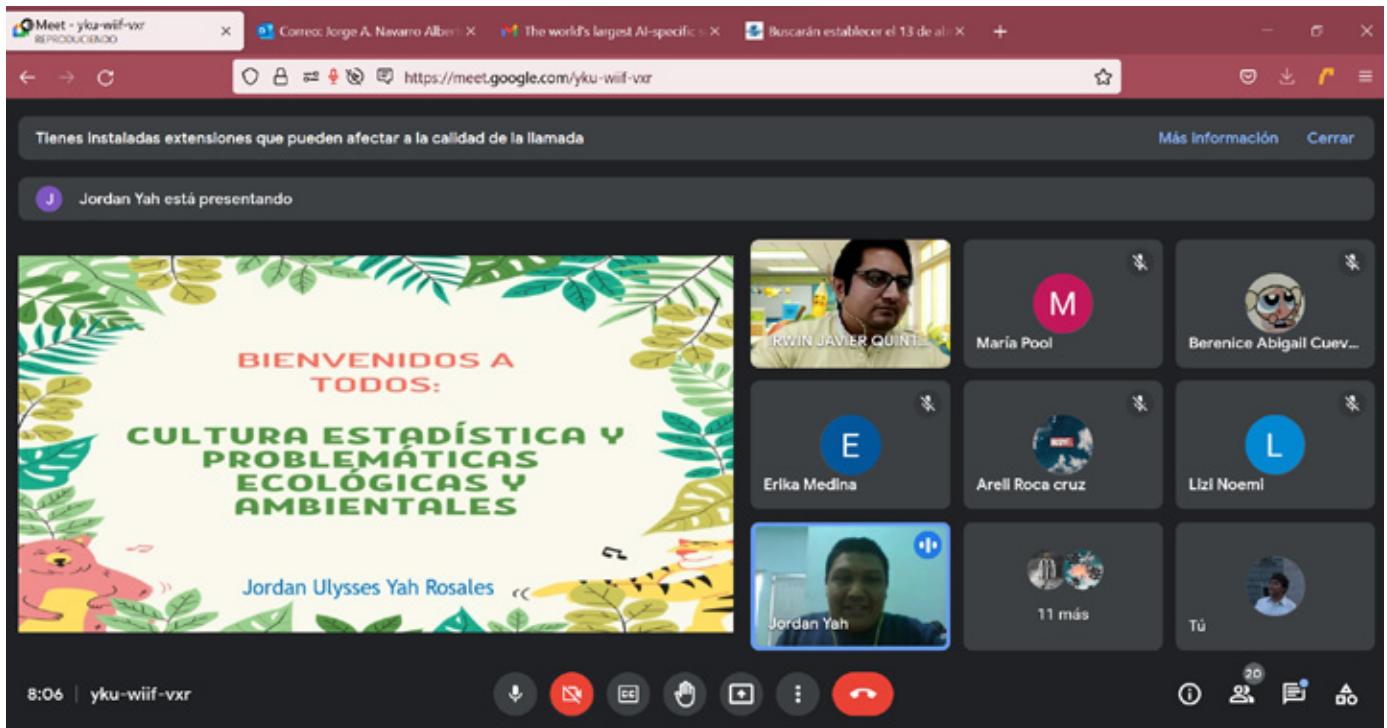 Meet - yku-wiif-vxr
REPRODUCIENDO
Correo: Jorge A. Navarro Albert
The world's largest AI-specific s
Buscarán establecer el 13 de ab
https://meet.google.com/yku-wiif-vxr
Tienes instaladas extensiones que pueden afectar a la calidad de la llamada
Más información
Cerrar
J
Jordan Yah está presentando
BIENVENIDOS A
TODOS:
CULTURA ESTADÍSTICA Y
PROBLEMÁTICAS
ECOLÓGICAS Y
AMBIENTALES
Jordan Ulysses Yah Rosales
RWIN JAVIER QUINT...
M
María Pool
Berenice Abigail Cuev...
E
Erika Medina
Areli Roca cruz
L
Lizi Noemi
Jordan Yah
11 más
Tú
8:06 | yku-wiif-vxr
CC
20